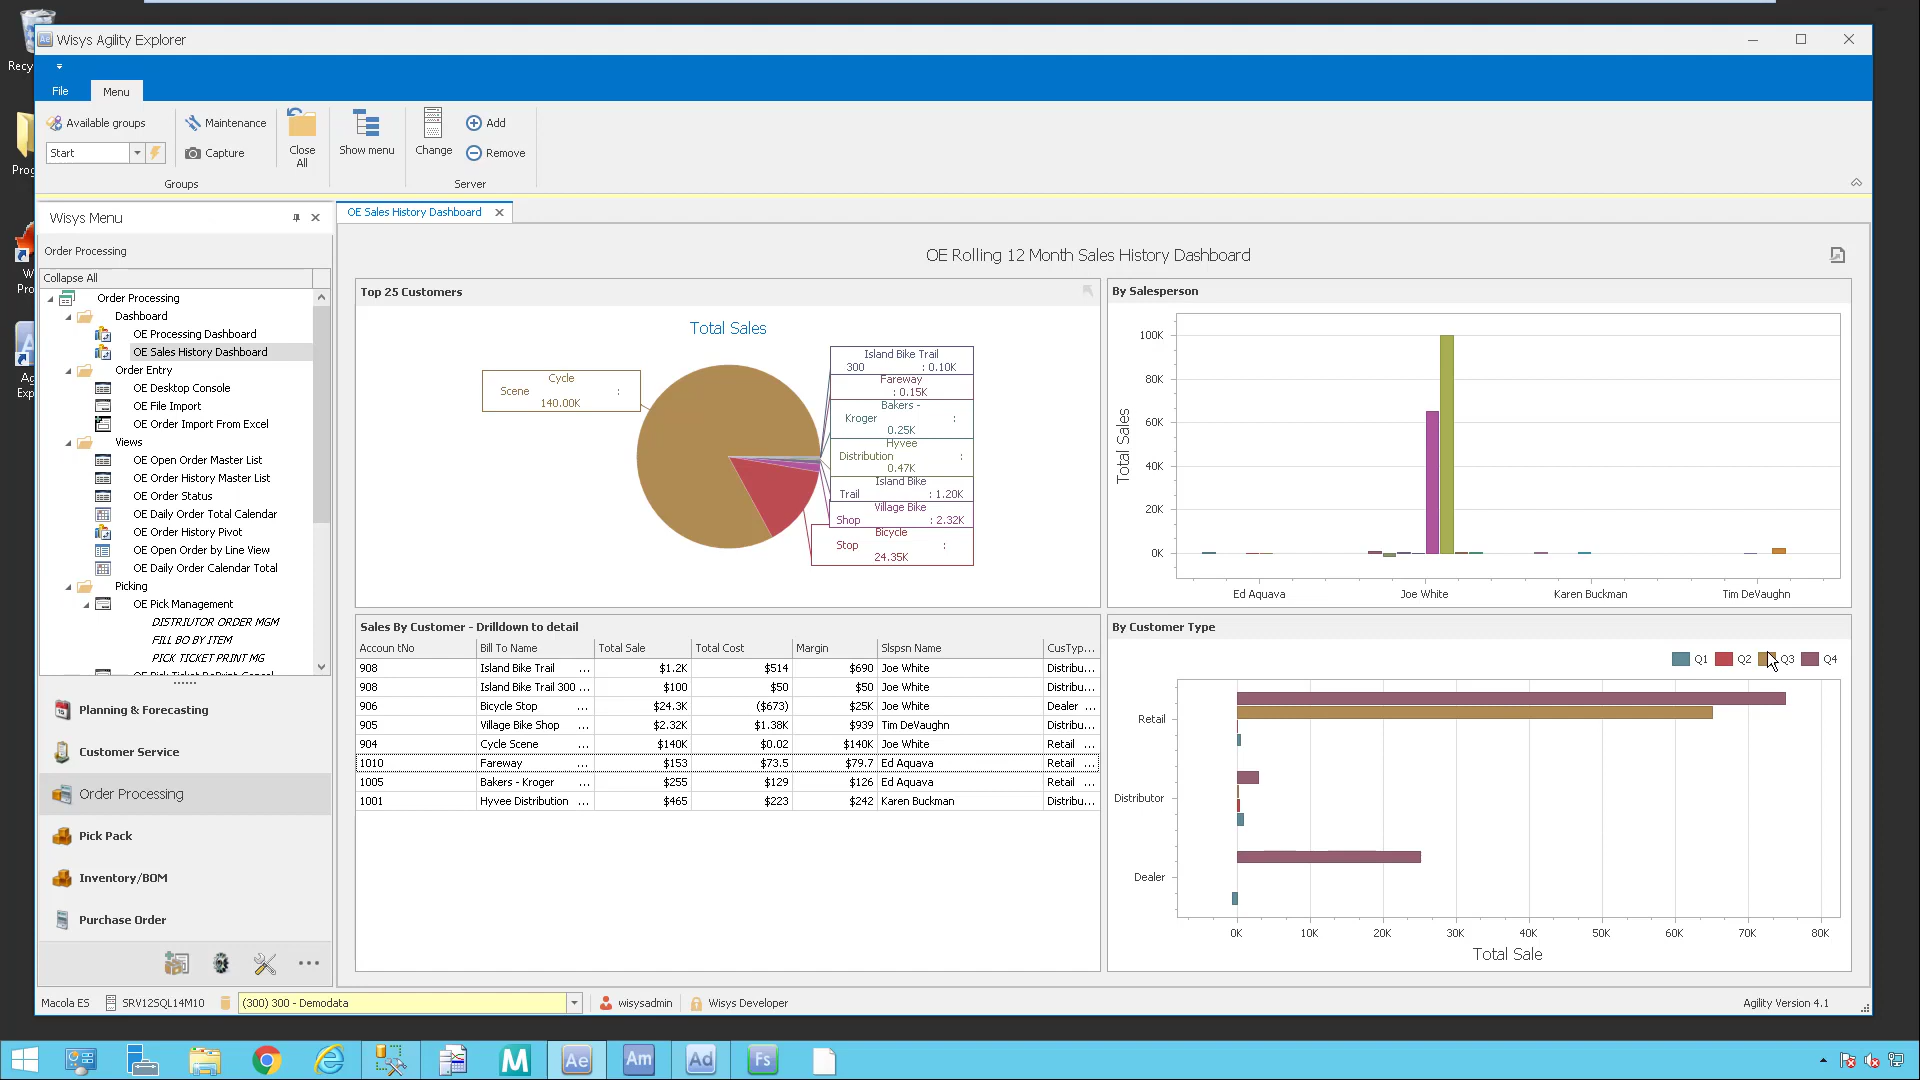 Recy
Prog
W
Pro
Ag
Exp
Wisys Agility Explorer
File
Menu
Available groups
Start
Maintenance
Capture
Groups
Close
All
Show menu
Change
Add
Remove
Server
Wisys Menu
Order Processing
Collapse All
Order Processing
Dashboard
OE Processing Dashboard
OE Sales History Dashboard
Order Entry
OE Desktop Console
OE File Import
OE Order Import From Excel
Views
OE Open Order Master List
OE Order History Master List
OE Order Status
OE Daily Order Total Calendar
OE Order History Pivot
OE Open Order by Line View
OE Daily Order Calendar Total
Picking
OE Pick Management
DISTRIUTOR ORDER MGM
FILL BO BY ITEM
PICK TICKET PRINT MG
Planning & Forecasting
Customer Service
Order Processing
Pick Pack
Inventory/BOM
Purchase Order
OE Sales History Dashboard
OE Rolling 12 Month Sales History Dashboard
Top 25 Customers
Total Sales
Cycle
Scene :
140.00K
Island Bike Trail
300 : 0.10K
Fareway
: 0.15K
Bakers -
Kroger :
0.25K
Hyvee
Distribution :
0.47K
Island Bike
Trail : 1.20K
Village Bike
Shop : 2.32K
Bicycle
Stop :
24.35K
By Salesperson
Total Sales
100K
80K
60K
40K
20K
0K
Ed Aquava Joe White Karen Buckman Tim DeVaughn
Sales By Customer - Drilldown to detail
Accoun tNo Bill To Name Total Sale Total Cost Margin Slspsn Name CusTyp...
908 Island Bike Trail ... $1.2K $514 $690 Joe White Distribu...
908 Island Bike Trail 300 ... $100 $50 $50 Joe White Distribu...
906 Bicycle Stop ... $24.3K ($673) $25K Joe White Dealer ...
905 Village Bike Shop ... $2.32K $1.38K $939 Tim DeVaughn Distribu...
904 Cycle Scene ... $140K $0.02 $140K Joe White Retail ...
1010 Fareway ... $153 $73.5 $79.7 Ed Aquava Retail ...
1005 Bakers - Kroger ... $255 $129 $126 Ed Aquava Retail ...
1001 Hyvee Distribution ... $465 $223 $242 Karen Buckman Distribu...
By Customer Type
Q1 Q2 Q3 Q4
Retail
Distributor
Dealer
0K 10K 20K 30K 40K 50K 60K 70K 80K
Total Sale
Macola ES SRV12SQL14M10 (300) 300 - Demodata wisysadmin Wisys Developer Agility Version 4.1
M Ae Am Ad Fs